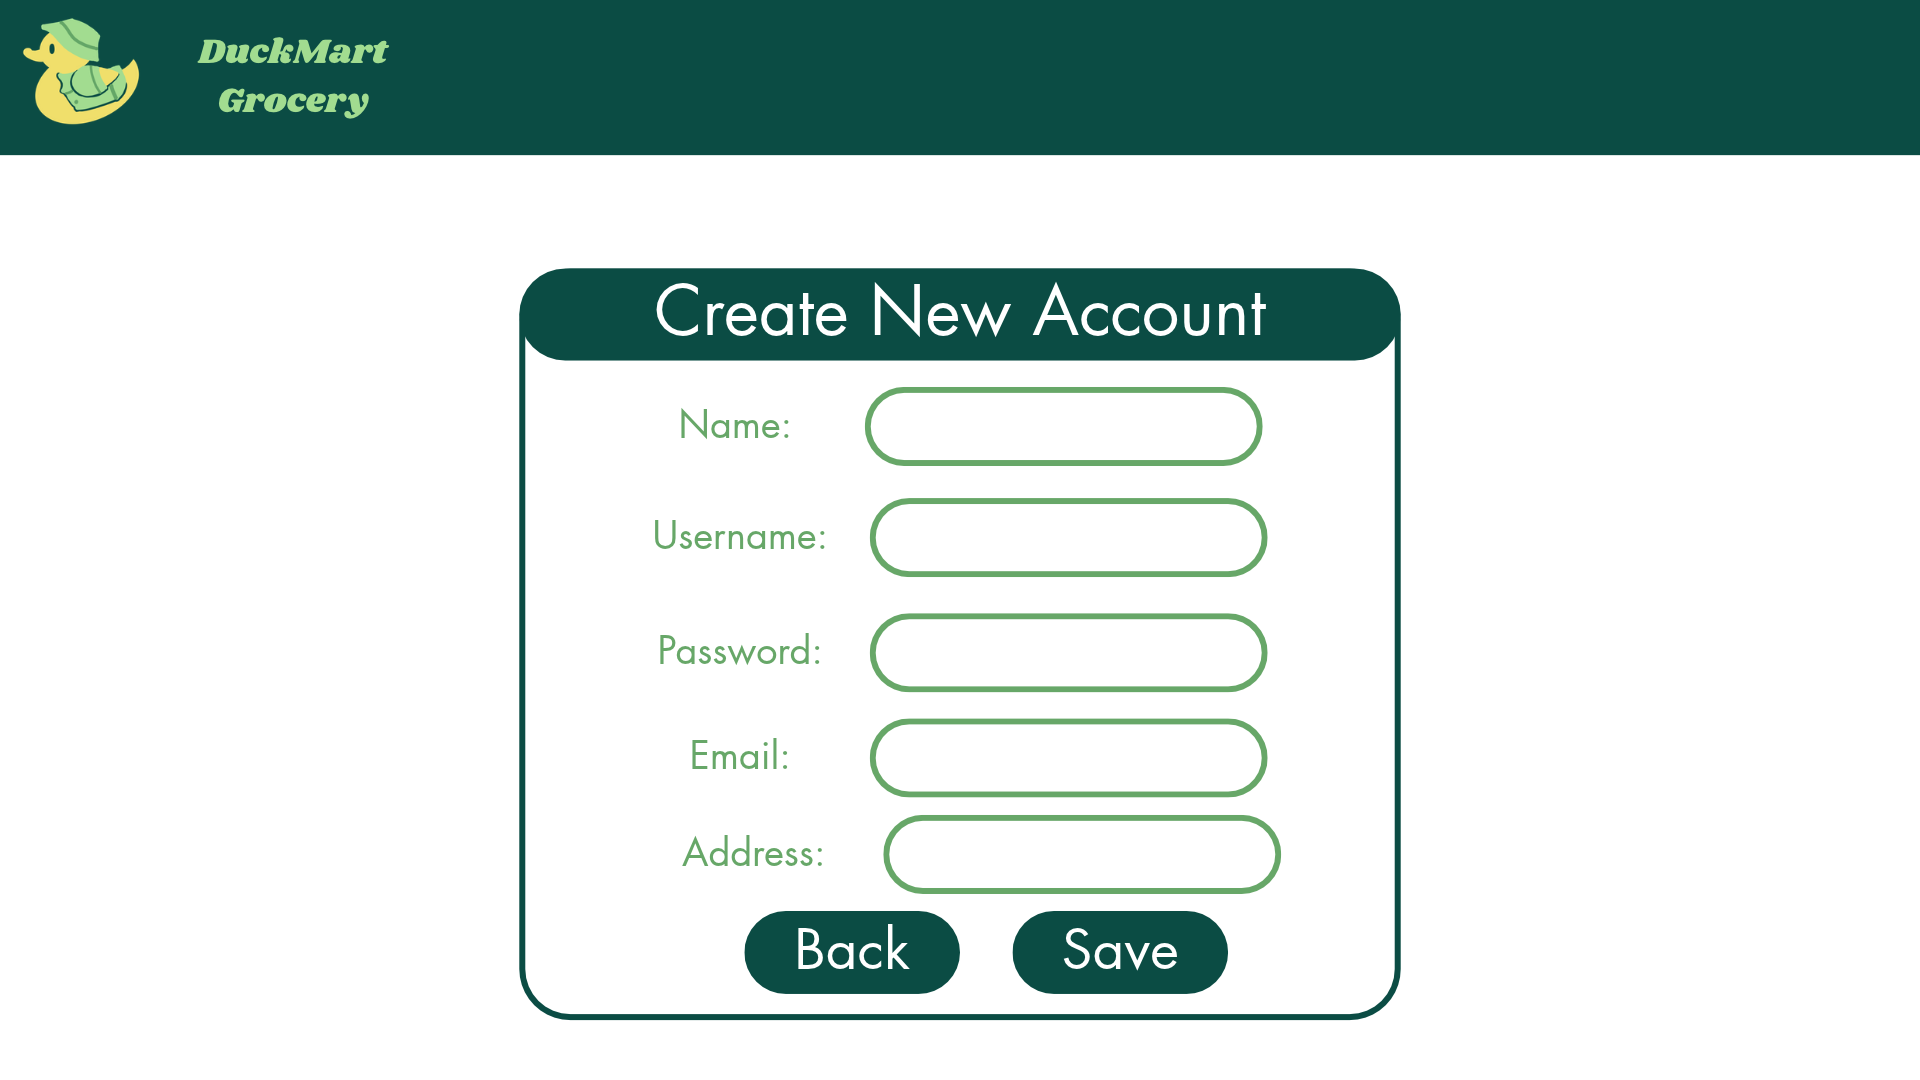 DuckMart
Grocery
Create New Account
Name:
Username:
Password:
Email:
Address:
Back
Save